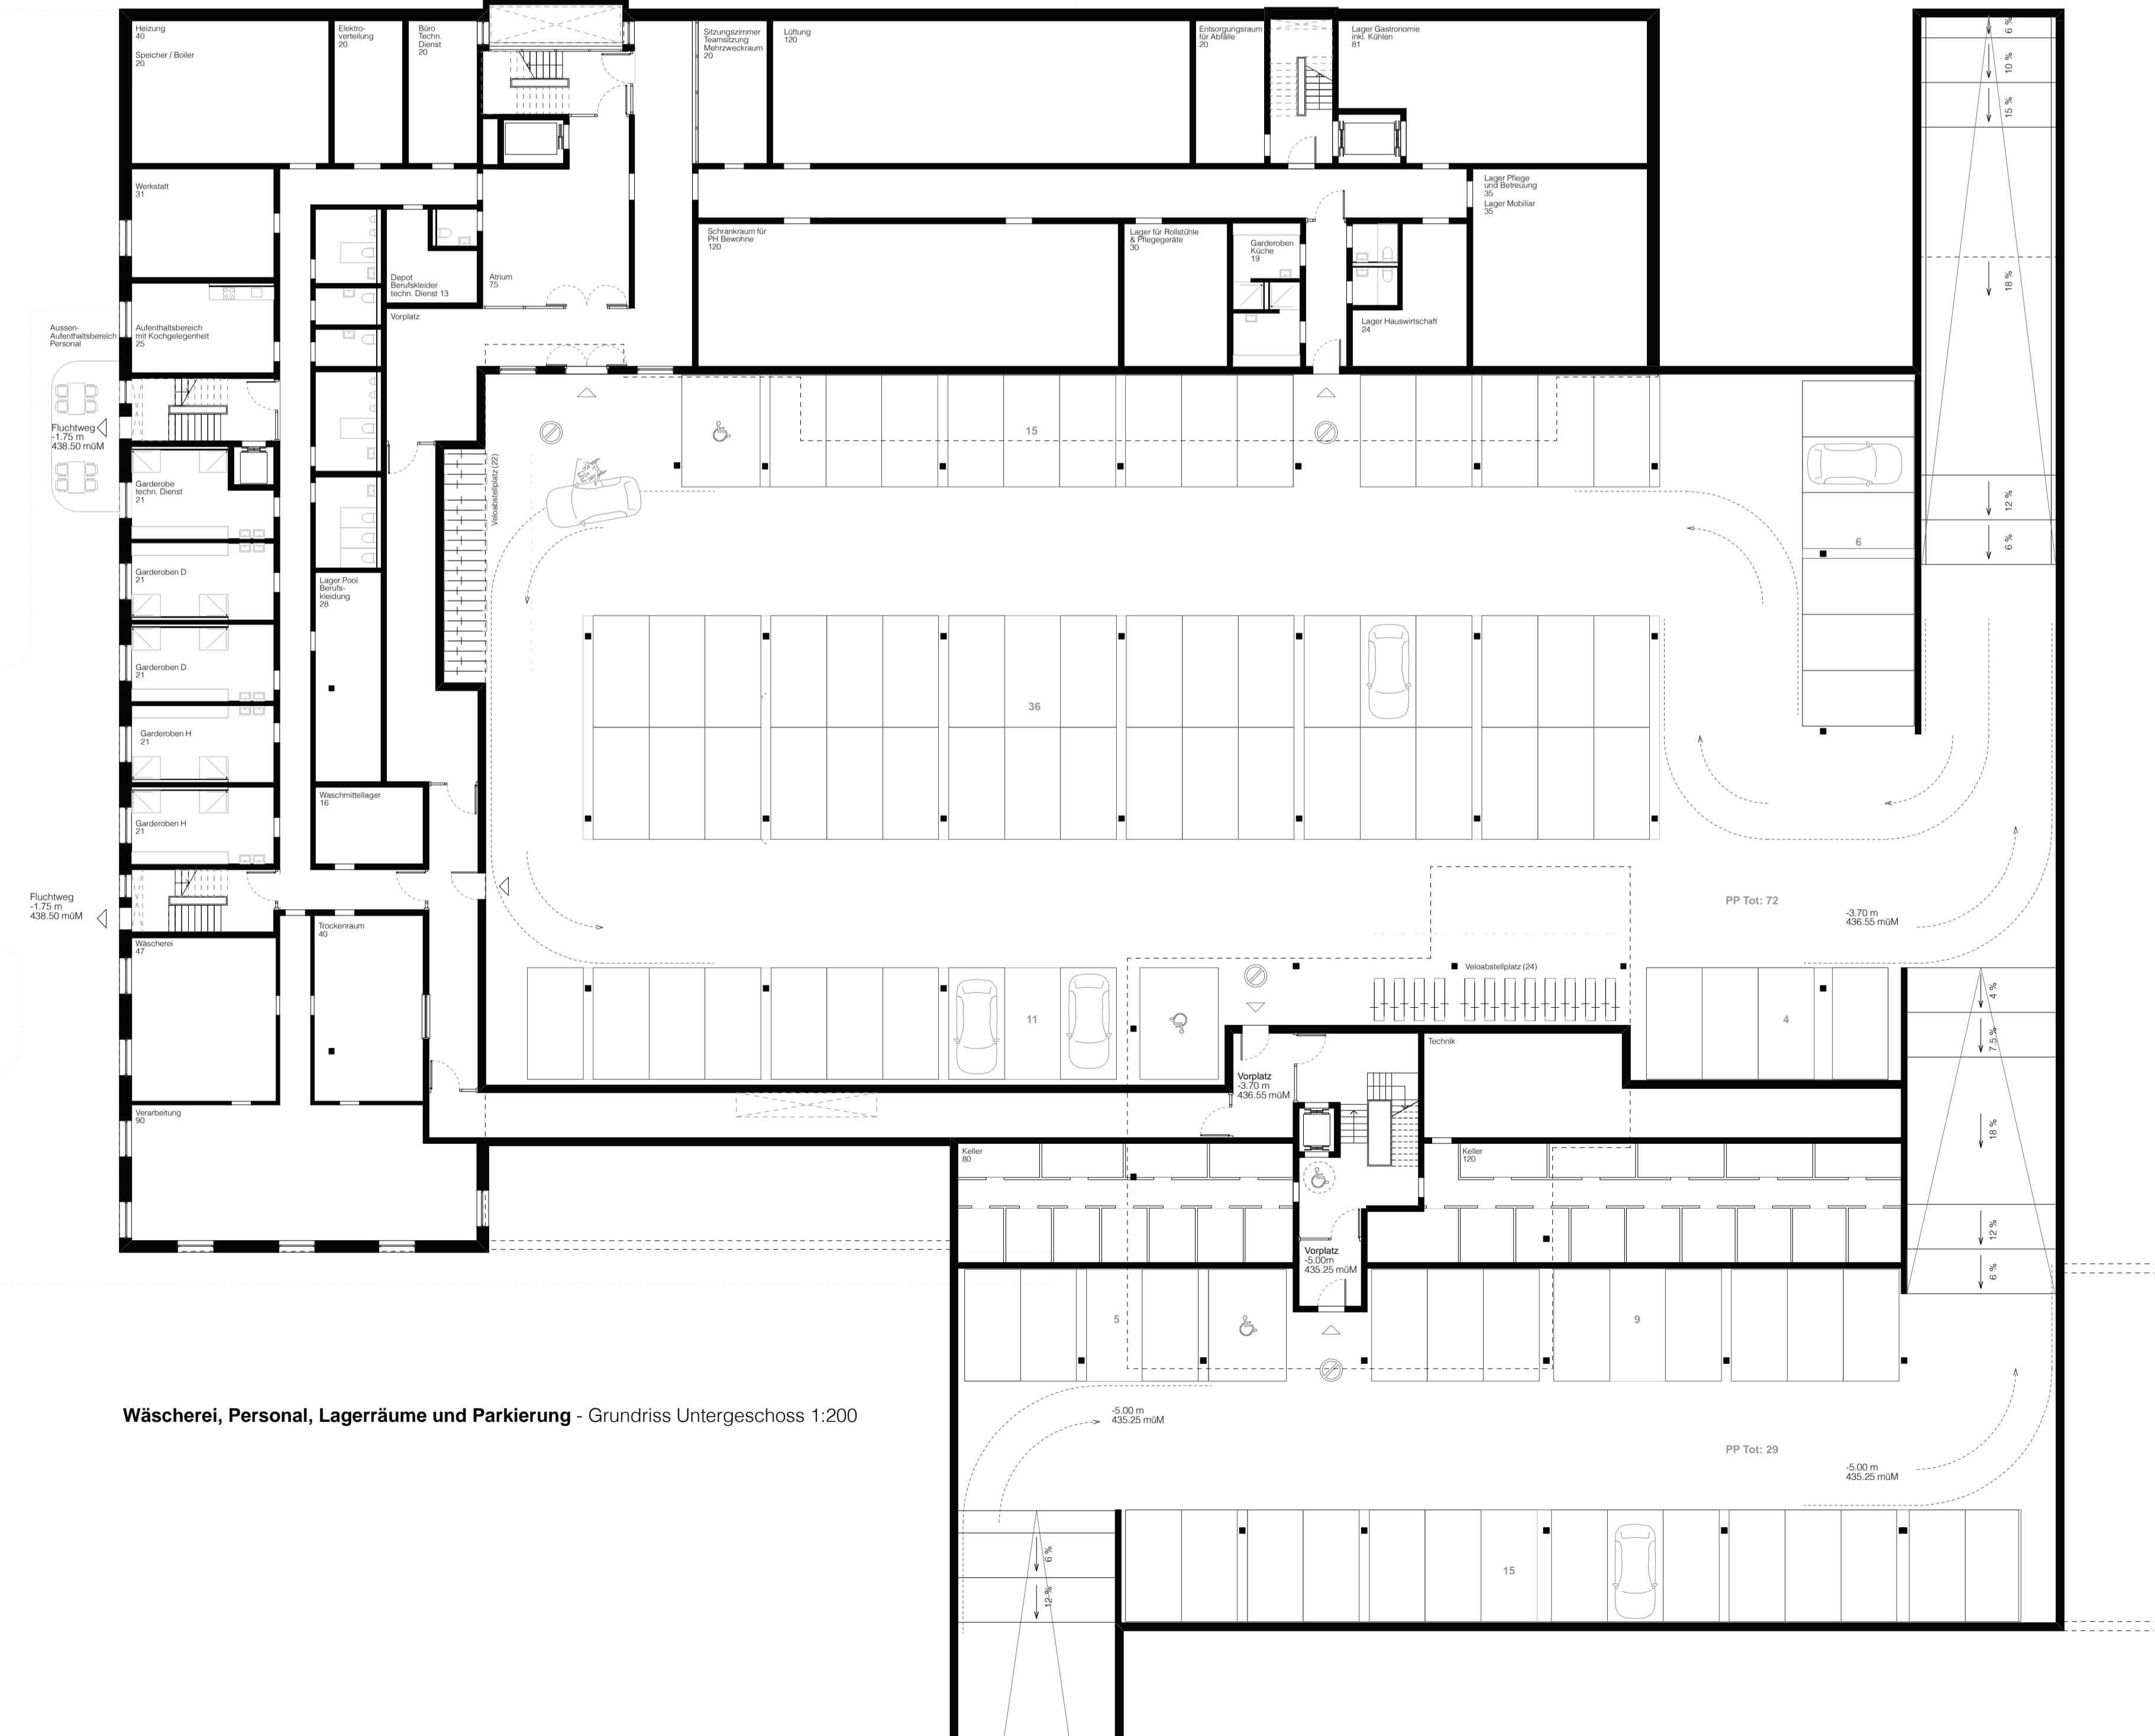 Heizung
40
Speicher / Boiler
20
Elektro-
verteilung
20
Büro
Techn.
Dienst
20
Sitzungszimmer
Teamsitzung
Mehrzweckraum
20
Lüftung
120
Entsorgungsraum
für Abfälle
20
Lager Gastronomie
inkl. Kühlen
81
6 %
10 %
15 %
18 %
12 %
6 %
Werkstatt
31
Lager Pflege
und Betreuung
35
Lager Mobiliar
35
Schrankraum für
PH Bewohne
120
Lager für Rollstühle
& Pflegegeräte
30
Garderoben
Küche
19
Depot
Berufskleider
techn. Dienst 13
Atrium
75
Vorplatz
Lager Hauswirtschaft
24
Aussen-
Aufenthaltsbereich
Personal
Aufenthaltsbereich
mit Kochgelegenheit
25
Fluchtweg
-1.75 m
438.50 müM
15
Veloabstellplatz (22)
Garderobe
techn. Dienst
21
6
Garderoben D
21
Lager Pool
Berufs-
kleidung
28
Garderoben D
21
36
Garderoben H
21
Waschmittellager
16
Garderoben H
21
Fluchtweg
-1.75 m
438.50 müM
PP Tot: 72
-3.70 m
436.55 müM
Trockenraum
40
Wäscherei
47
Veloabstellplatz (24)
11
4
4 %
7.5 %
18 %
12 %
6 %
Technik
Vorplatz
-3.70 m
436.55 müM
Verarbeitung
90
Keller
80
Keller
120
Vorplatz
-5.00m
435.25 müM
5
9
Wäscherei, Personal, Lagerräume und Parkierung - Grundriss Untergeschoss 1:200
-5.00 m
435.25 müM
PP Tot: 29
-5.00 m
435.25 müM
6 %
12 %
15